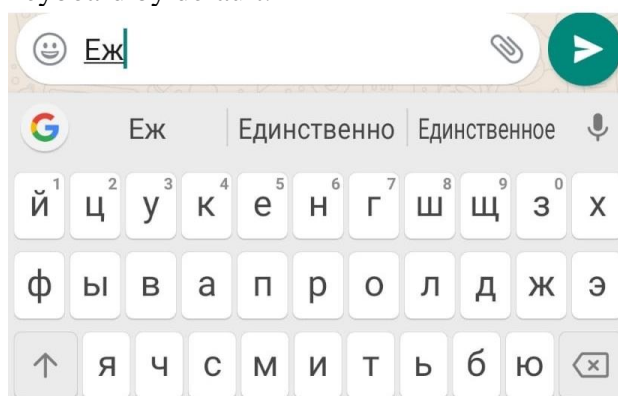 Еж
Еж Единственно Единственное
й1 ц2 у3 к4 е5 н6 г7 ш8 щ9 з0 х
ф ы в а п р о л д ж э
я ч с м и т ь б ю